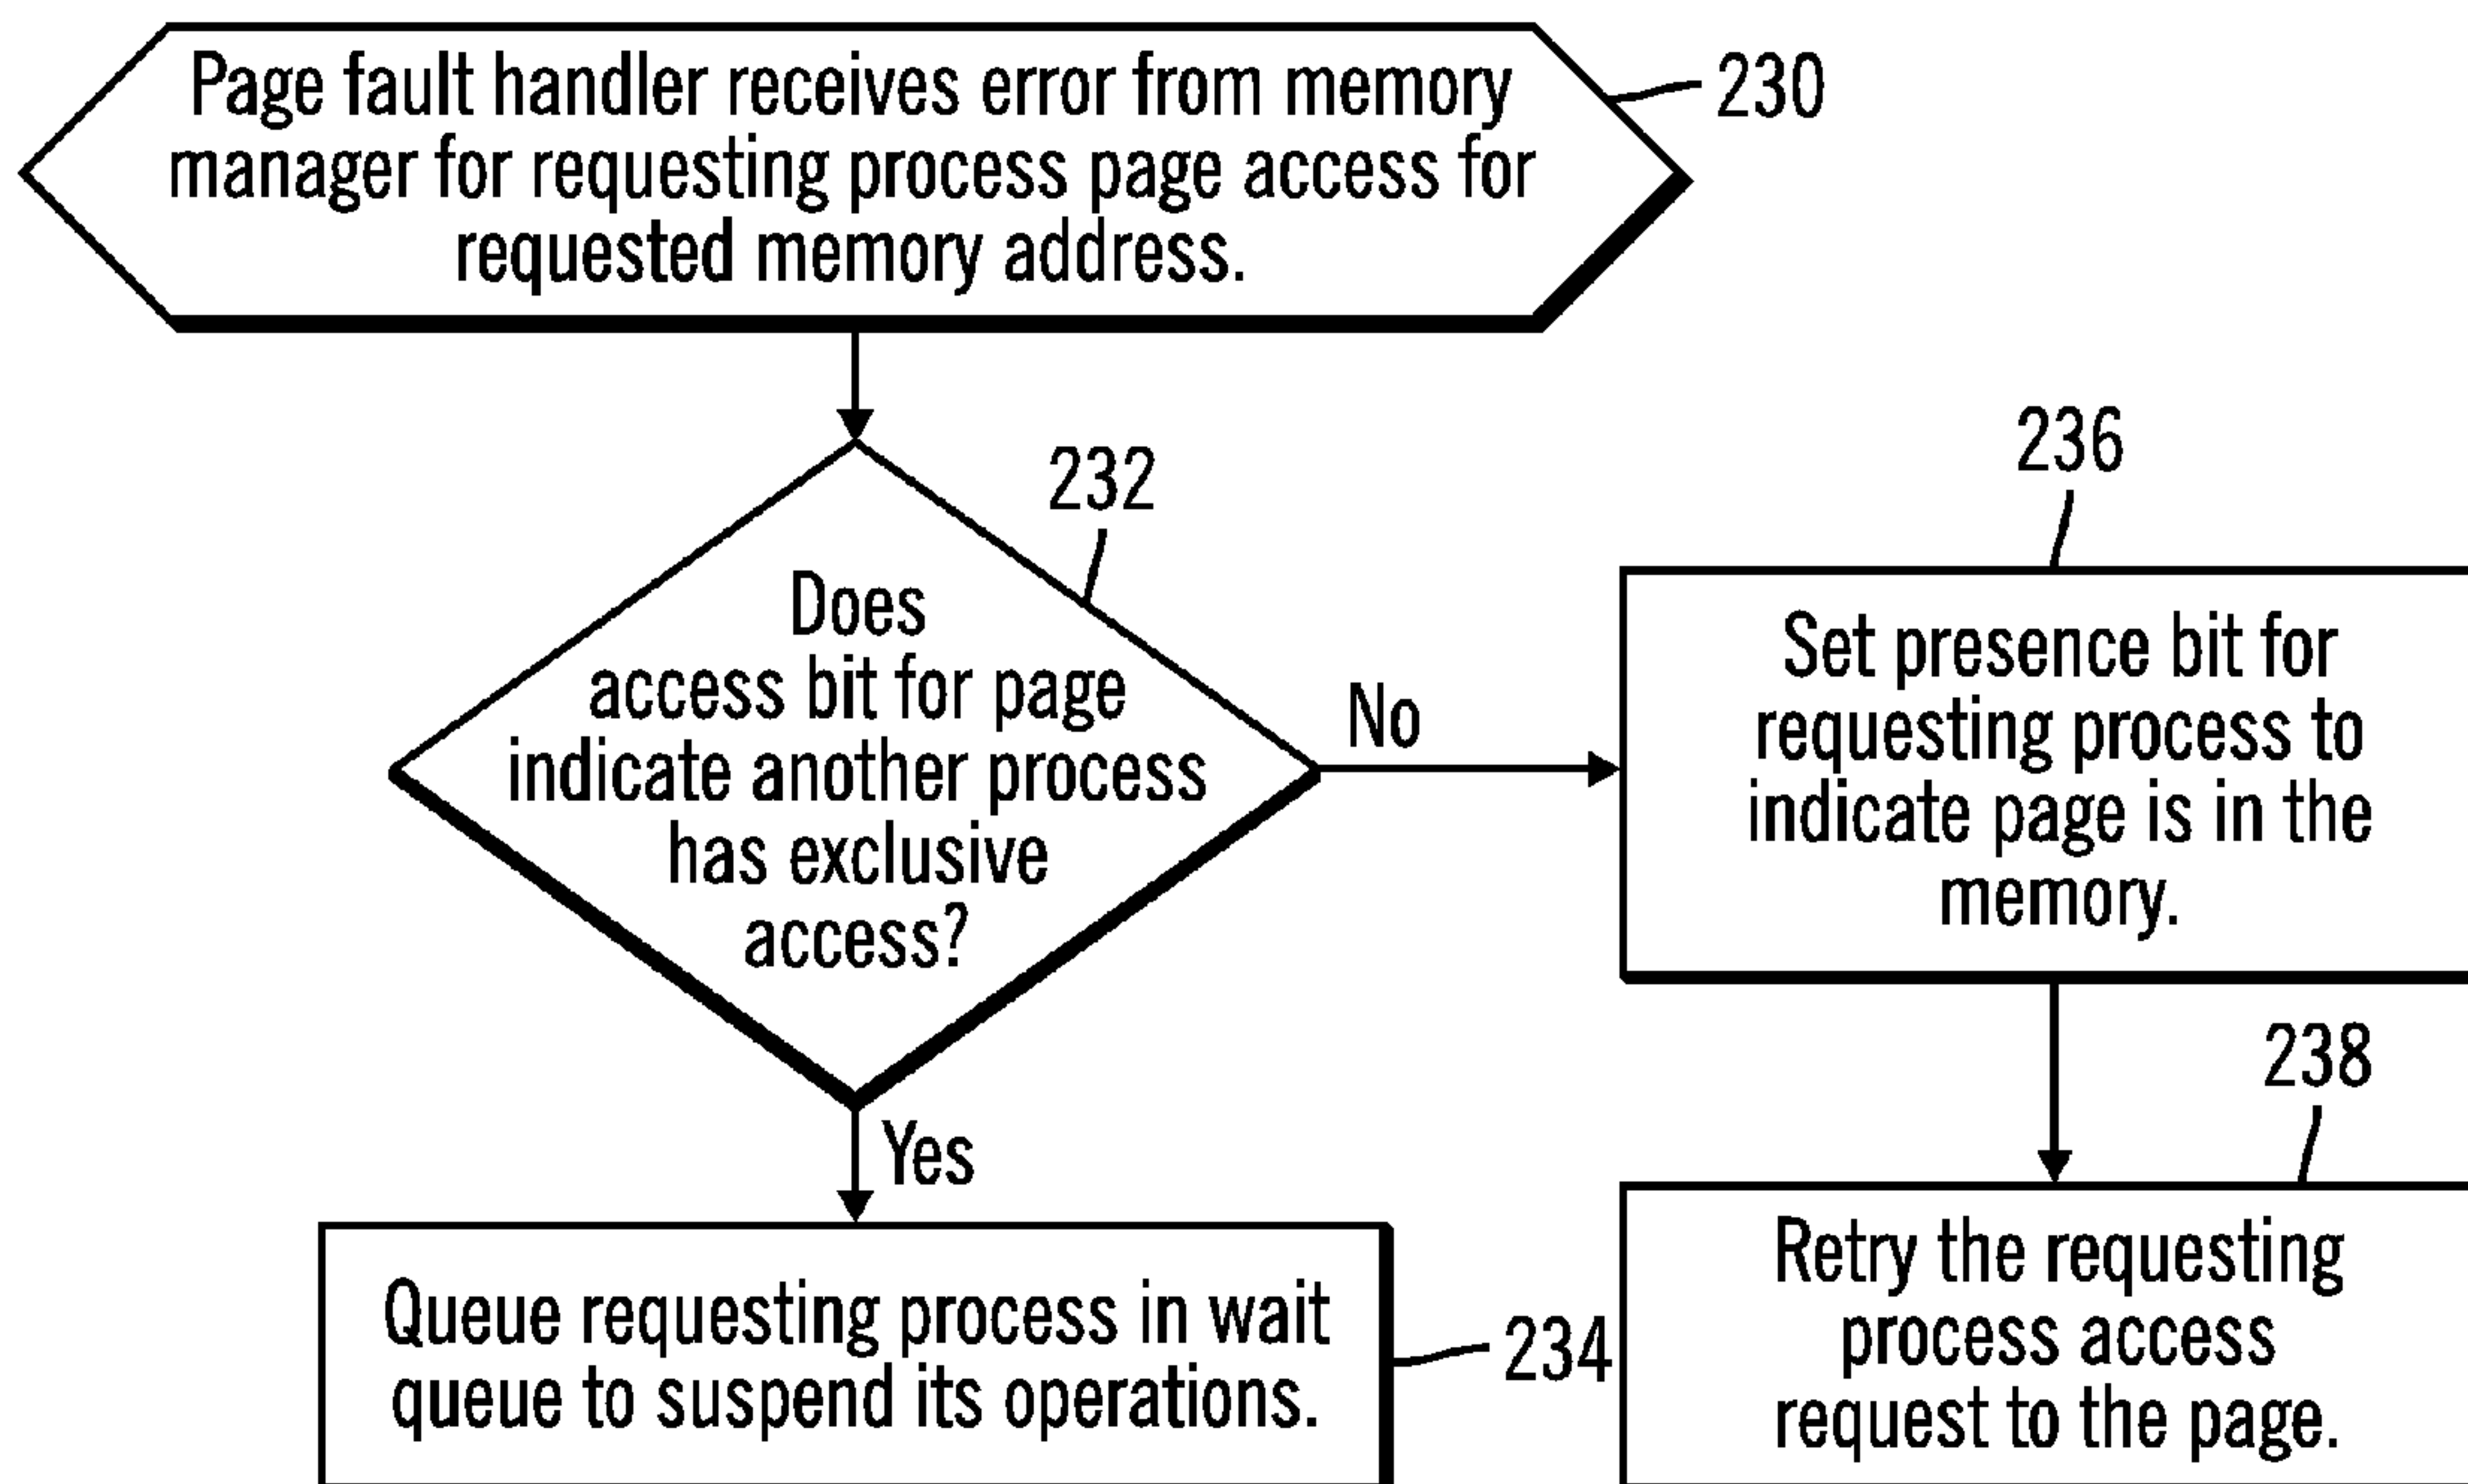 Page fault handler receives error from memory
manager for requesting process page access for
requested memory address.
230
232
Does
access bit for page
indicate another process
has exclusive
access?
No
Yes
236
Set presence bit for
requesting process to
indicate page is in the
memory.
238
Retry the requesting
process access
request to the page.
Queue requesting process in wait
queue to suspend its operations.
234